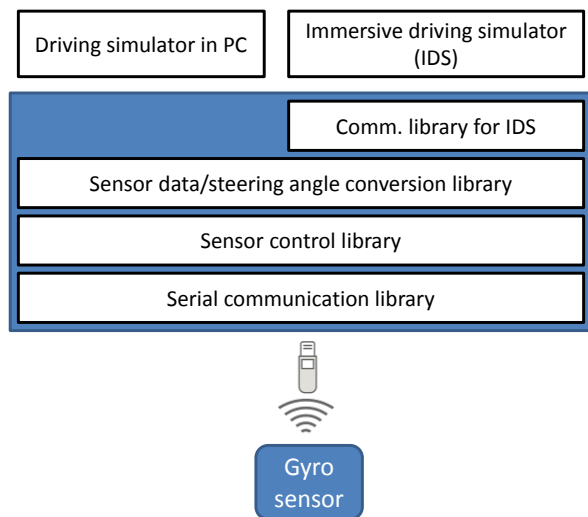 Driving simulator in PC
Immersive driving simulator
(IDS)
Comm. library for IDS
Sensor data/steering angle conversion library
Sensor control library
Serial communication library
Gyro
sensor